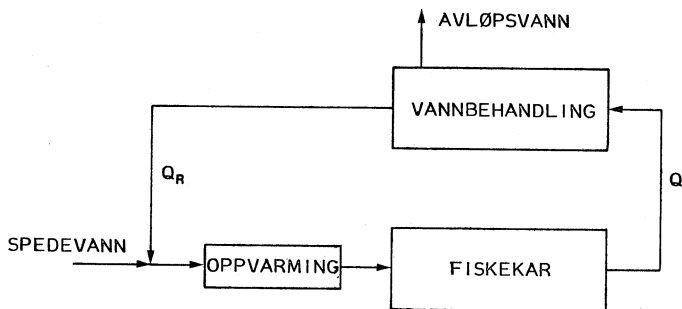 AVLØPSVANN
VANNBEHANDLING
Q_R
Q
SPEDEVANN
OPPVARMING
FISKEKAR